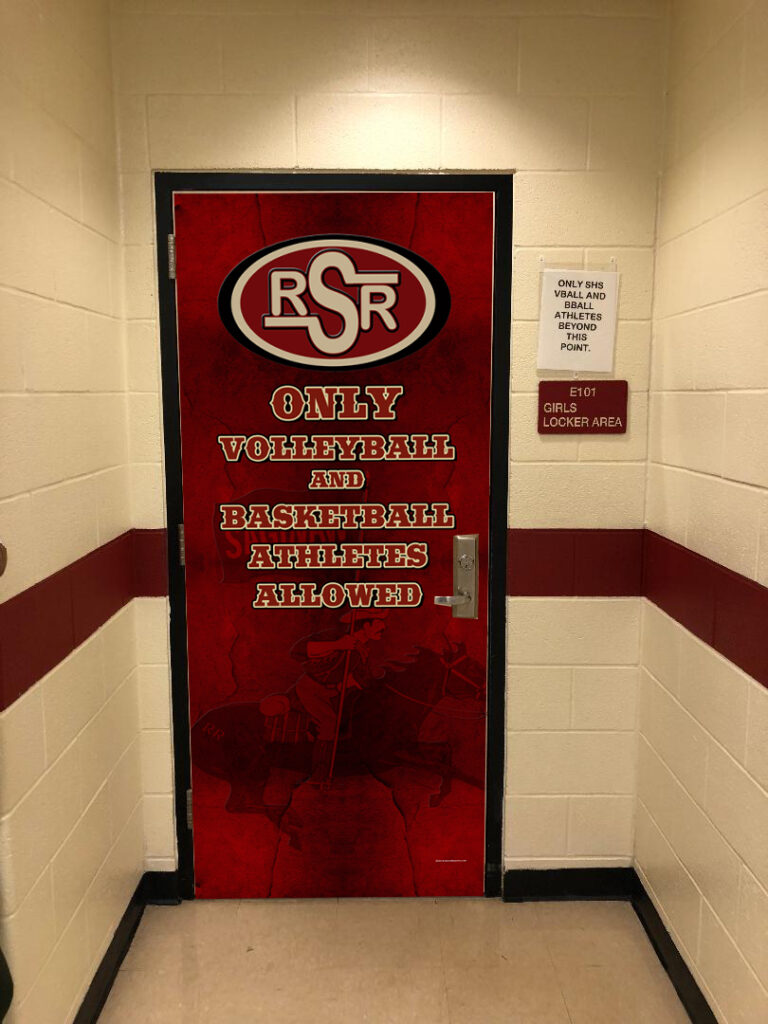 RSR
ONLY
VOLLEYBALL
AND
BASKETBALL
ATHLETES
ALLOWED
RR
ONLY SHS
VBALL AND
BBALL
ATHLETES
BEYOND
THIS
POINT.
E101
GIRLS
LOCKER AREA